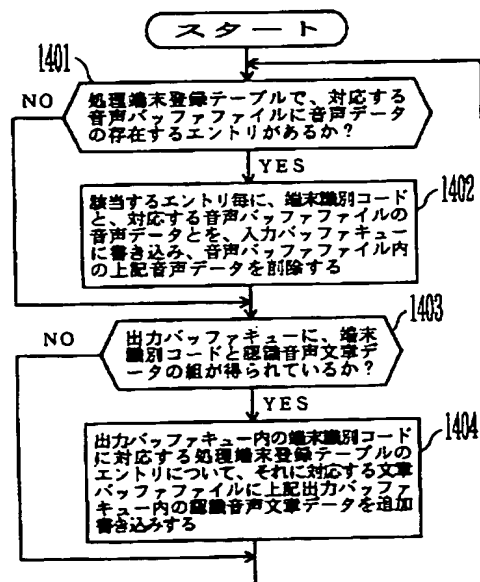 スタート
1401
NO
処理端末登録テーブルで、対応する
音声バッファファイルに音声データ
の存在するエントリがあるか?
YES
1402
該当するエントリ毎に、端末識別コード
と、対応する音声バッファファイルの
音声データとを、入力バッファキュー
に書き込み、音声バッファファイル内
の上記音声データを削除する
1403
NO
出力バッファキューに、端末
識別コードと認識音声文章デ
ータの組が得られているか?
YES
1404
出力バッファキュー内の端末識別コード
に対応する処理端末登録テーブルの
エントリについて、それに対応する文章
バッファファイルに上記出力バッファ
キュー内の認識音声文章データを追加
書き込みする